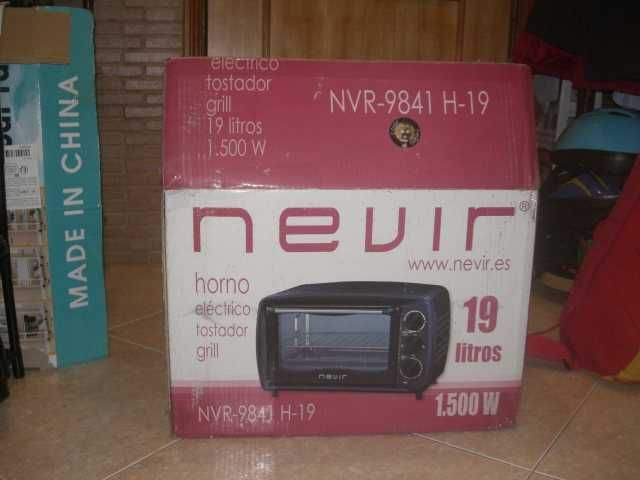 eléctrico
tostador
grill
19 litros
1.500 W
NVR-9841 H-19
nevir®
www.nevir.es
horno
eléctrico
tostador
grill
nevir
19
litros
NVR-9841 H-19
1.500 W
MADE IN CHINA